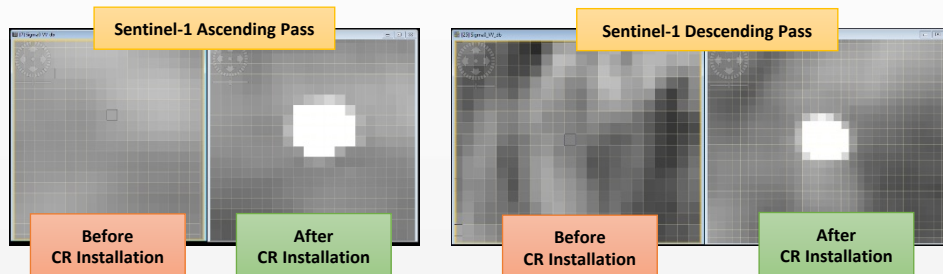 Sentinel-1 Ascending Pass
Before
CR Installation
After
CR Installation
Sentinel-1 Descending Pass
Before
CR Installation
After
CR Installation